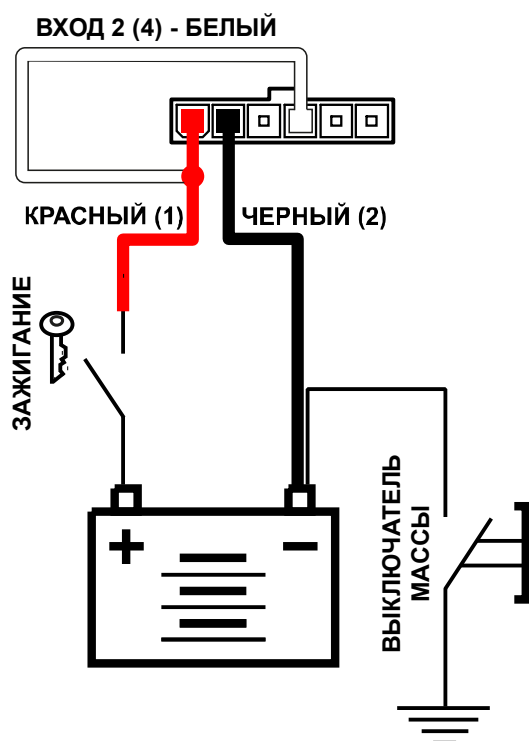 ВХОД 2 (4) - БЕЛЫЙ
КРАСНЫЙ (1)
ЧЕРНЫЙ (2)
ЗАЖИГАНИЕ
ВЫКЛЮЧАТЕЛЬ
МАССЫ